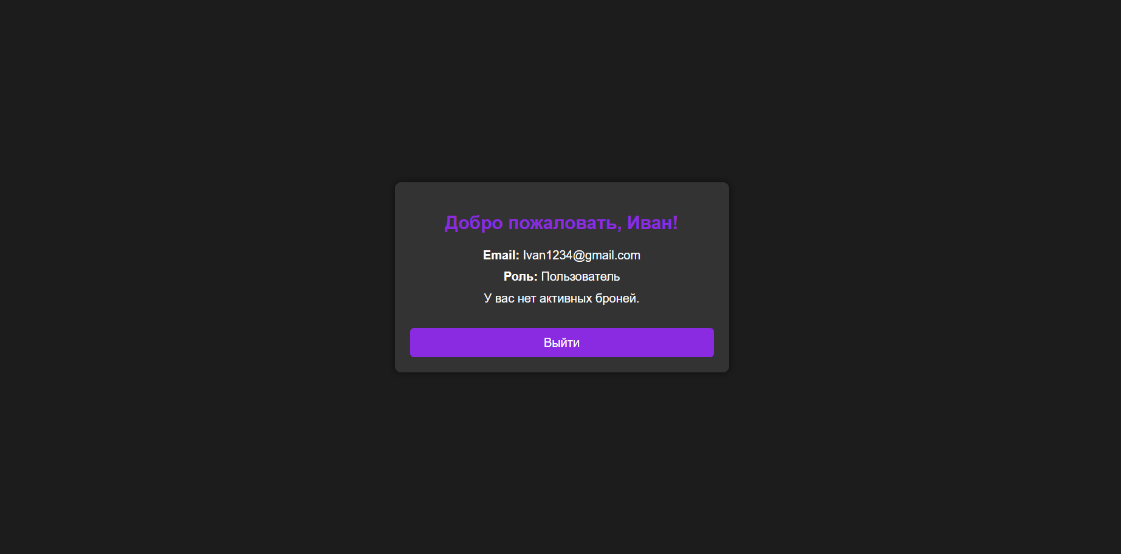 Добро пожаловать, Иван!
Email: Ivan1234@gmail.com
Роль: Пользователь
У вас нет активных броней.
Выйти